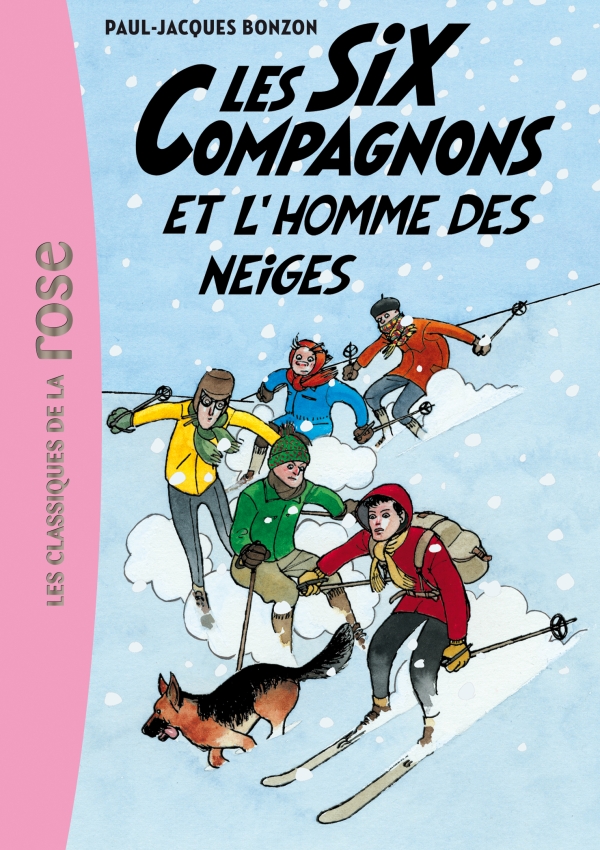 PAUL-JACQUES BONZON
LES SiX
COMPAGNONS
ET L'HOMME DES
NEiGES
LES CLASSIQUES DE LA rose